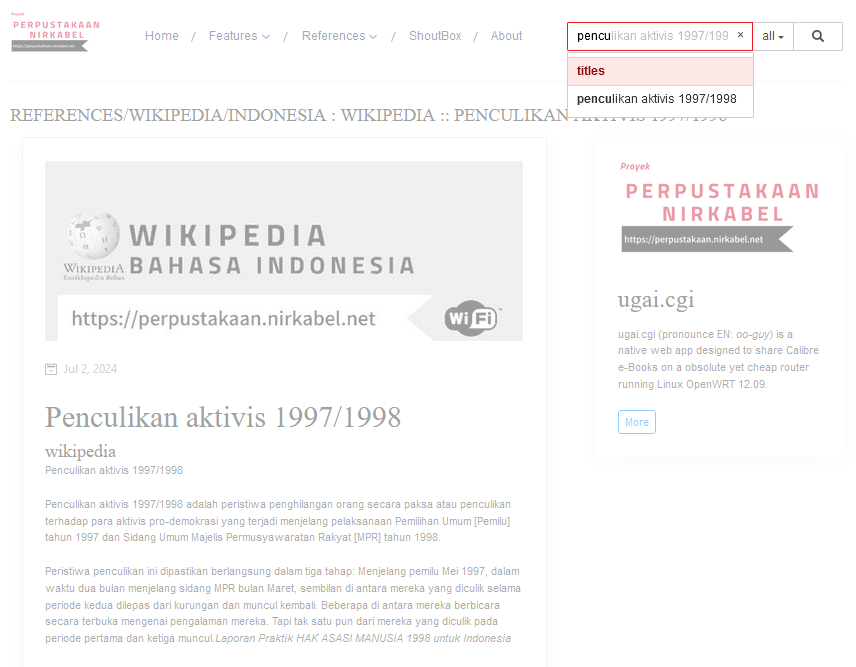 Proyek
PERPUSTAKAAN
NIRKABEL
https://perpustakaan.nirkabel.net
Home / Features / References / ShoutBox / About
penculikan aktivis 1997/199 × all
titles
penculikan aktivis 1997/1998
REFERENCES/WIKIPEDIA/INDONESIA : WIKIPEDIA :: PENCULIKAN AKTIVIS 1997/1998
WIKIPEDIA
BAHASA INDONESIA
WIKIPEDIA
Ensiklopedia Bebas
https://perpustakaan.nirkabel.net
Wi Fi
Jul 2, 2024
Penculikan aktivis 1997/1998
wikipedia
Penculikan aktivis 1997/1998
Penculikan aktivis 1997/1998 adalah peristiwa penghilangan orang secara paksa atau penculikan
terhadap para aktivis pro-demokrasi yang terjadi menjelang pelaksanaan Pemilihan Umum [Pemilu]
tahun 1997 dan Sidang Umum Majelis Permusyawaratan Rakyat [MPR] tahun 1998.
Peristiwa penculikan ini dipastikan berlangsung dalam tiga tahap: Menjelang pemilu Mei 1997, dalam
waktu dua bulan menjelang sidang MPR bulan Maret, sembilan di antara mereka yang diculik selama
periode kedua dilepas dari kurungan dan muncul kembali. Beberapa di antara mereka berbicara
secara terbuka mengenai pengalaman mereka. Tapi tak satu pun dari mereka yang diculik pada
periode pertama dan ketiga muncul.Laporan Praktik HAK ASASI MANUSIA 1998 untuk Indonesia
Proyek
PERPUSTAKAAN
NIRKABEL
https://perpustakaan.nirkabel.net
ugai.cgi
ugai.cgi (pronounce EN: oo-guy) is a
native web app designed to share Calibre
e-Books on a obsolute yet cheap router
running Linux OpenWRT 12.09.
More